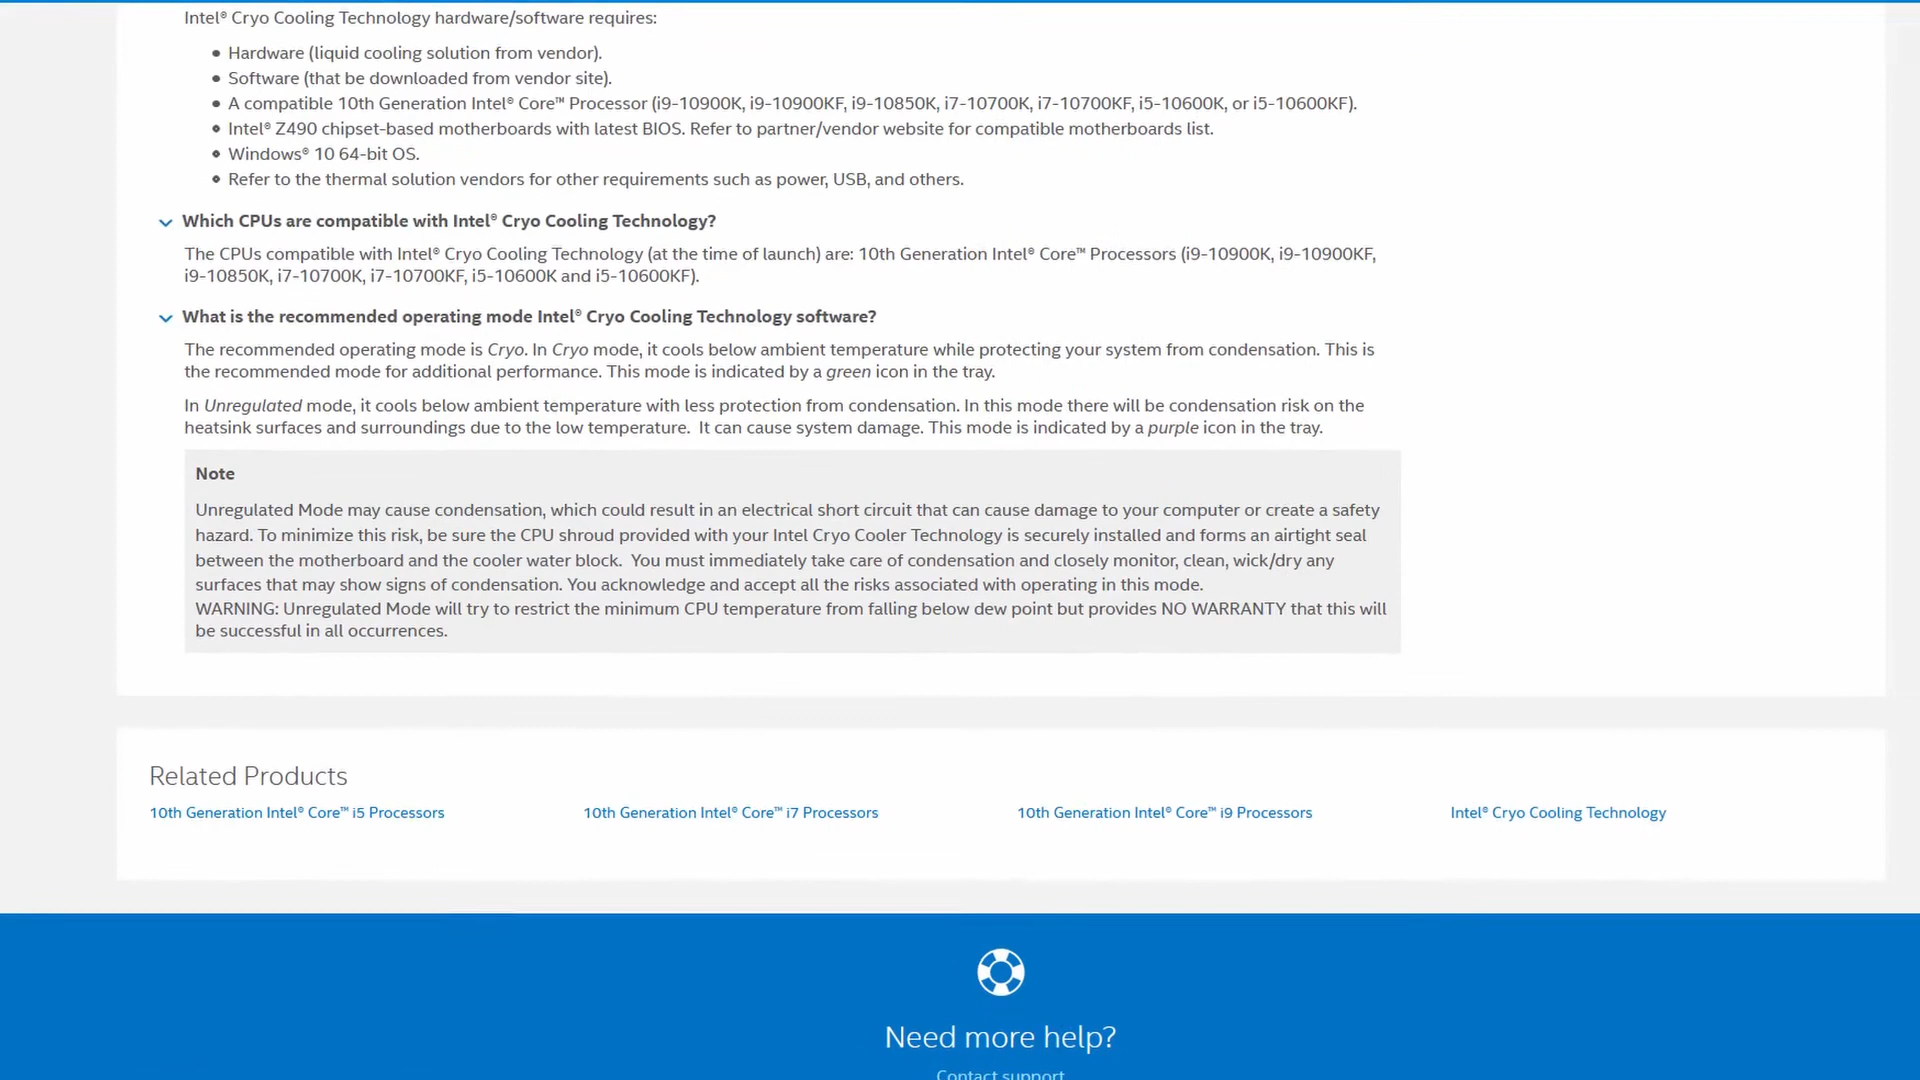 Intel® Cryo Cooling Technology hardware/software requires:
Hardware (liquid cooling solution from vendor).
Software (that be downloaded from vendor site).
A compatible 10th Generation Intel® Core™ Processor (i9-10900K, i9-10900KF, i9-10850K, i7-10700K, i7-10700KF, i5-10600K, or i5-10600KF).
Intel® Z490 chipset-based motherboards with latest BIOS. Refer to partner/vendor website for compatible motherboards list.
Windows® 10 64-bit OS.
Refer to the thermal solution vendors for other requirements such as power, USB, and others.
Which CPUs are compatible with Intel® Cryo Cooling Technology?
The CPUs compatible with Intel® Cryo Cooling Technology (at the time of launch) are: 10th Generation Intel® Core™ Processors (i9-10900K, i9-10900KF,
i9-10850K, i7-10700K, i7-10700KF, i5-10600K and i5-10600KF).
What is the recommended operating mode Intel® Cryo Cooling Technology software?
The recommended operating mode is Cryo. In Cryo mode, it cools below ambient temperature while protecting your system from condensation. This is
the recommended mode for additional performance. This mode is indicated by a green icon in the tray.
In Unregulated mode, it cools below ambient temperature with less protection from condensation. In this mode there will be condensation risk on the
heatsink surfaces and surroundings due to the low temperature. It can cause system damage. This mode is indicated by a purple icon in the tray.
Note
Unregulated Mode may cause condensation, which could result in an electrical short circuit that can cause damage to your computer or create a safety
hazard. To minimize this risk, be sure the CPU shroud provided with your Intel Cryo Cooler Technology is securely installed and forms an airtight seal
between the motherboard and the cooler water block. You must immediately take care of condensation and closely monitor, clean, wick/dry any
surfaces that may show signs of condensation. You acknowledge and accept all the risks associated with operating in this mode.
WARNING: Unregulated Mode will try to restrict the minimum CPU temperature from falling below dew point but provides NO WARRANTY that this will
be successful in all occurrences.
Related Products
10th Generation Intel® Core™ i5 Processors
10th Generation Intel® Core™ i7 Processors
10th Generation Intel® Core™ i9 Processors
Intel® Cryo Cooling Technology
Need more help?
Contact support